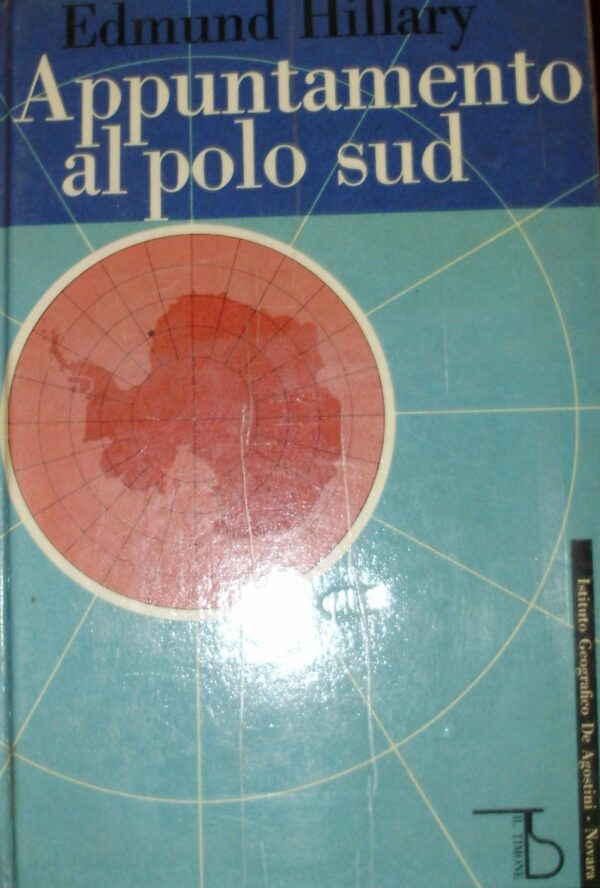 Edmund Hillary
Appuntamento
al polo sud
Istituto Geografico De Agostini - Novara
IL TIMONE